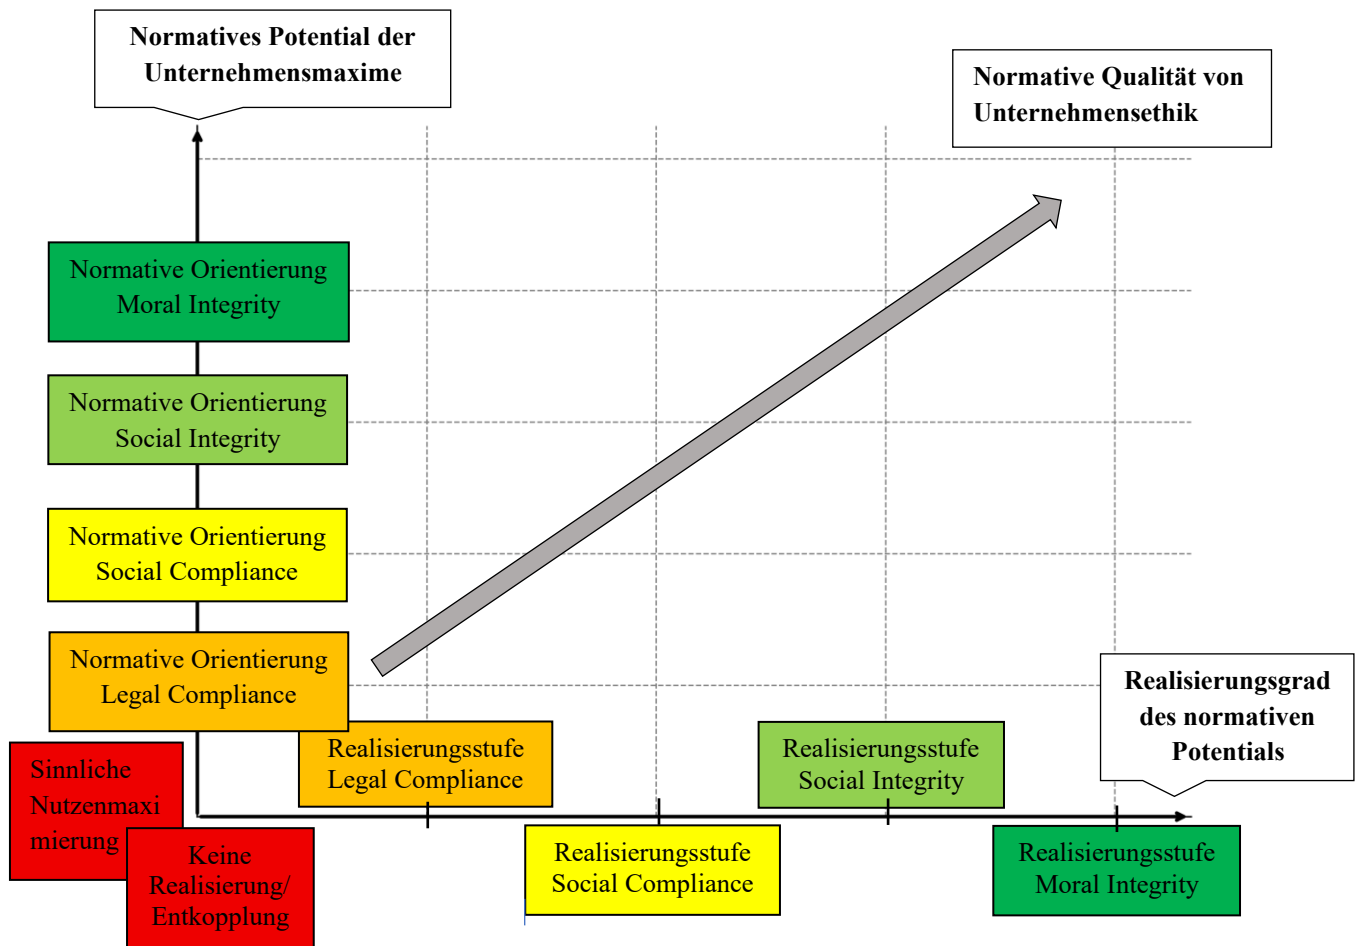 Normatives Potential der
Unternehmensmaxime
Normative Qualität von
Unternehmensethik
Normative Orientierung
Moral Integrity
Normative Orientierung
Social Integrity
Normative Orientierung
Social Compliance
Normative Orientierung
Legal Compliance
Realisierungsgrad
des normativen
Potentials
Sinnliche
Nutzenmaxi
mierung
Keine
Realisierung/
Entkopplung
Realisierungsstufe
Legal Compliance
Realisierungsstufe
Social Compliance
Realisierungsstufe
Social Integrity
Realisierungsstufe
Moral Integrity